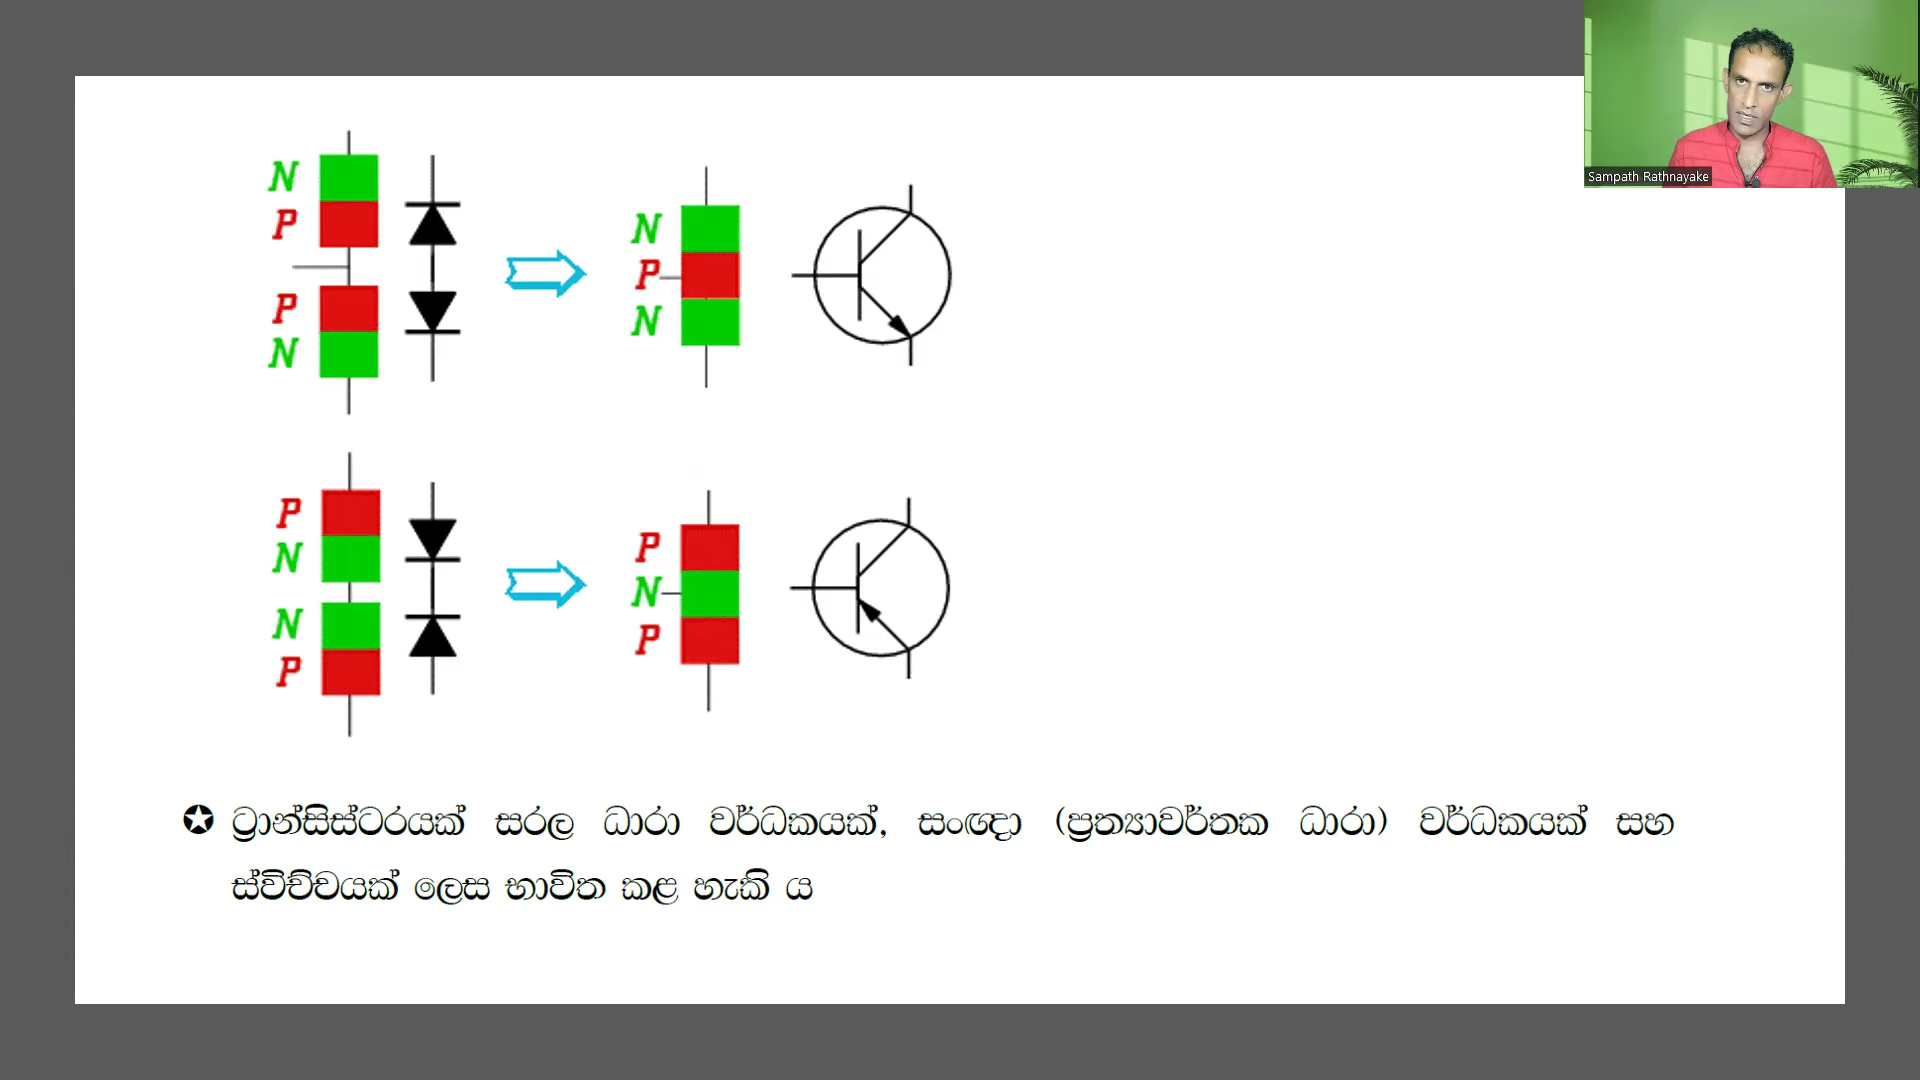 Sampath Rathnayake
N
P
P
N
N
P
N
P
N
N
P
P
N
P
✪ ට්‍රාන්සිස්ටරයක් සරල ධාරා වර්ධකයක්, සංඥා (ප්‍රත්‍යාවර්තක ධාරා) වර්ධකයක් සහ
ස්විච්චයක් ලෙස භාවිත කළ හැකි ය